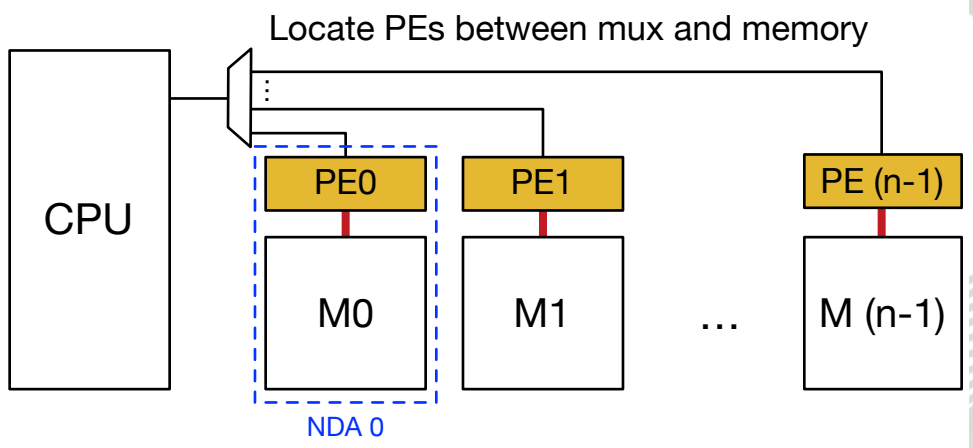 Locate PEs between mux and memory
...
CPU
PE0
PE1
PE (n-1)
M0
M1
...
M (n-1)
NDA 0